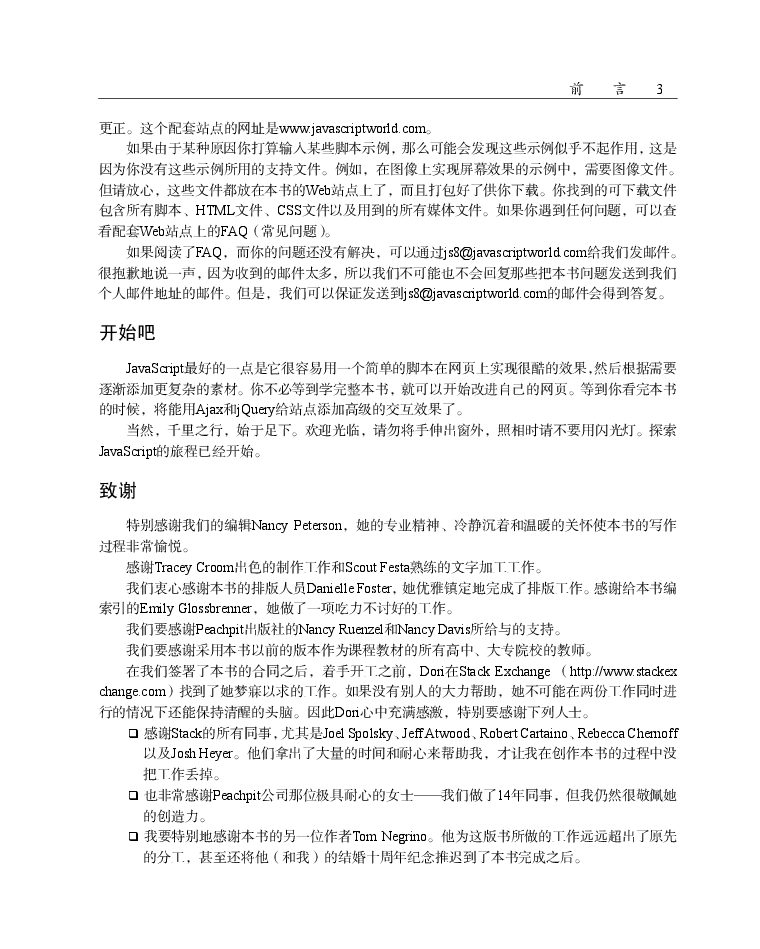 前 言 3
更正。这个配套站点的网址是www.javascriptworld.com。
如果由于某种原因你打算输入某些脚本示例，那么可能会发现这些示例似乎不起作用，这是
因为你没有这些示例所用的支持文件。例如，在图像上实现屏幕效果的示例中，需要图像文件。
但请放心，这些文件都放在本书的Web站点上了，而且打包好了供你下载。你找到的可下载文件
包含所有脚本、HTML文件、CSS文件以及用到的所有媒体文件。如果你遇到任何问题，可以查
看配套Web站点上的FAQ（常见问题）。
如果阅读了FAQ，而你的问题还没有解决，可以通过js8@javascriptworld.com给我们发邮件。
很抱歉地说一声，因为收到的邮件太多，所以我们不可能也不会回复那些把本书问题发送到我们
个人邮件地址的邮件。但是，我们可以保证发送到js8@javascriptworld.com的邮件会得到答复。
开始吧
JavaScript最好的一点是它很容易用一个简单的脚本在网页上实现很酷的效果,然后根据需要
逐渐添加更复杂的素材。你不必等到学完整本书，就可以开始改进自己的网页。等到你看完本书
的时候，将能用Ajax和jQuery给站点添加高级的交互效果了。
当然，千里之行，始于足下。欢迎光临，请勿将手伸出窗外，照相时请不要用闪光灯。探索
JavaScript的旅程已经开始。
致谢
特别感谢我们的编辑Nancy Peterson，她的专业精神、冷静沉着和温暖的关怀使本书的写作
过程非常愉悦。
感谢Tracey Croom出色的制作工作和Scout Festa熟练的文字加工工作。
我们衷心感谢本书的排版人员Danielle Foster, 她优雅镇定地完成了排版工作。感谢给本书编
索引的Emily Glossbrenner，她做了一项吃力不讨好的工作。
我们要感谢Peachpit出版社的Nancy Ruenzel和Nancy Davis所给与的支持。
我们要感谢采用本书以前的版本作为课程教材的所有高中、大专院校的教师。
在我们签署了本书的合同之后，着手开工之前，Dori在Stack Exchange （http://www.stackex
change.com）找到了她梦寐以求的工作。如果没有别人的大力帮助，她不可能在两份工作同时进
行的情况下还能保持清醒的头脑。因此Dori心中充满感激，特别要感谢下列人士。
❑ 感谢Stack的所有同事,尤其是Joel Spolsky、Jeff Atwood、Robert Cartaino、Rebecca Chernoff
以及Josh Heyer。他们拿出了大量的时间和耐心来帮助我，才让我在创作本书的过程中没
把工作丢掉。
❑ 也非常感谢Peachpit公司那位极具耐心的女士——我们做了14年同事，但我仍然很敬佩她
的创造力。
❑ 我要特别地感谢本书的另一位作者Tom Negrino。他为这版书所做的工作远远超出了原先
的分工，甚至还将他（和我）的结婚十周年纪念推迟到了本书完成之后。